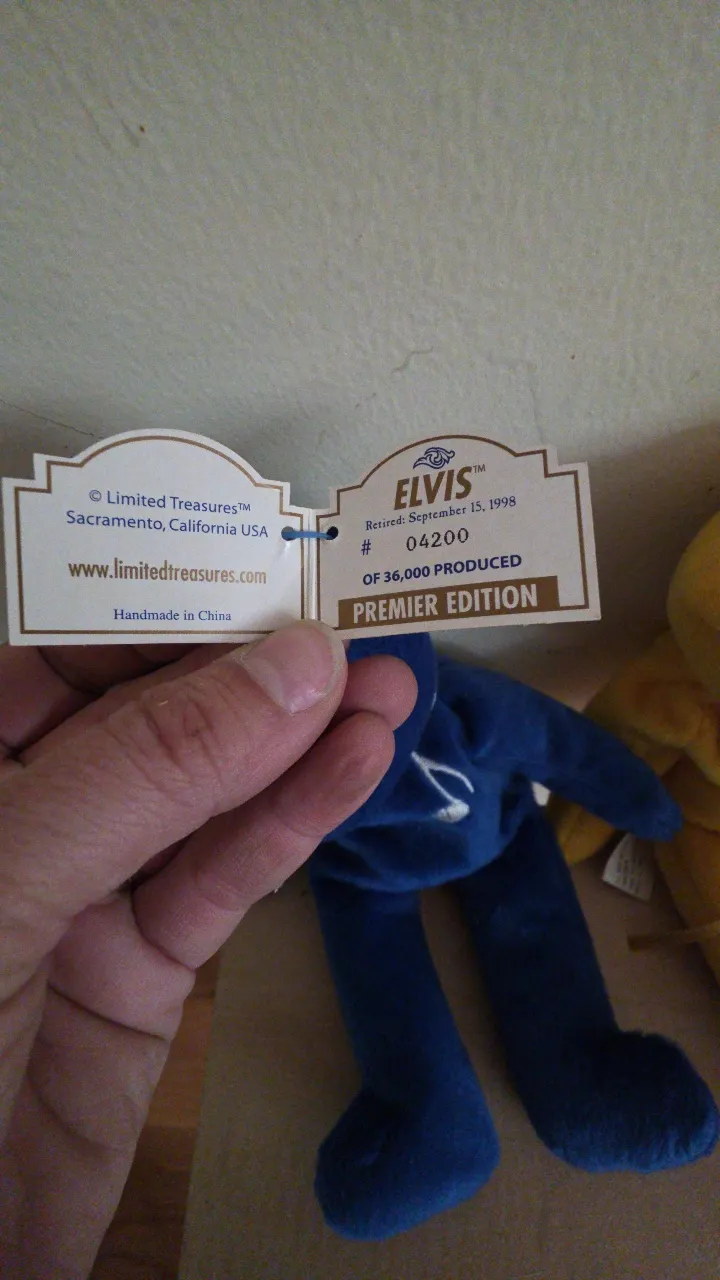 © Limited Treasures™
Sacramento, California USA
www.limitedtreasures.com
Handmade in China
ELVIS™
Retired: September 15, 1998
# 04200
OF 36,000 PRODUCED
PREMIER EDITION